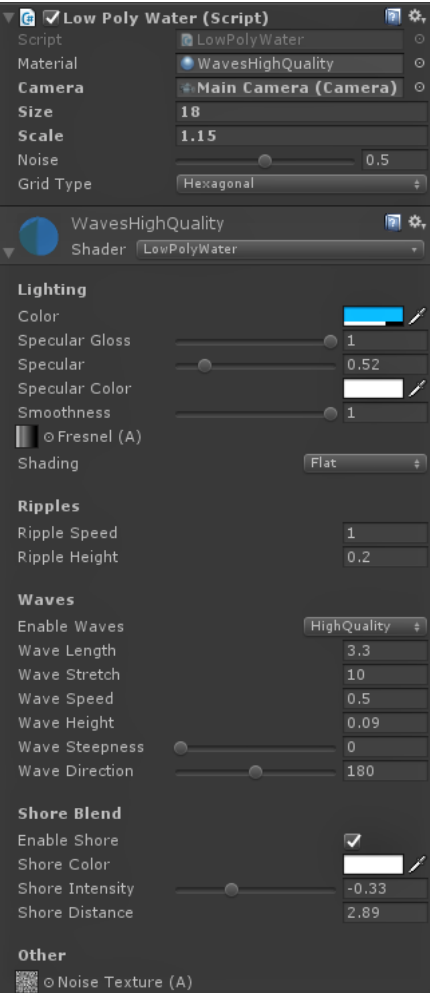 Low Poly Water (Script)
Script LowPolyWater
Material WavesHighQuality
Camera Main Camera (Camera)
Size 18
Scale 1.15
Noise 0.5
Grid Type Hexagonal
WavesHighQuality
Shader LowPolyWater
Lighting
Color
Specular Gloss 1
Specular 0.52
Specular Color
Smoothness 1
Fresnel (A)
Shading Flat
Ripples
Ripple Speed 1
Ripple Height 0.2
Waves
Enable Waves HighQuality
Wave Length 3.3
Wave Stretch 10
Wave Speed 0.5
Wave Height 0.09
Wave Steepness 0
Wave Direction 180
Shore Blend
Enable Shore
Shore Color
Shore Intensity -0.33
Shore Distance 2.89
Other
Noise Texture (A)